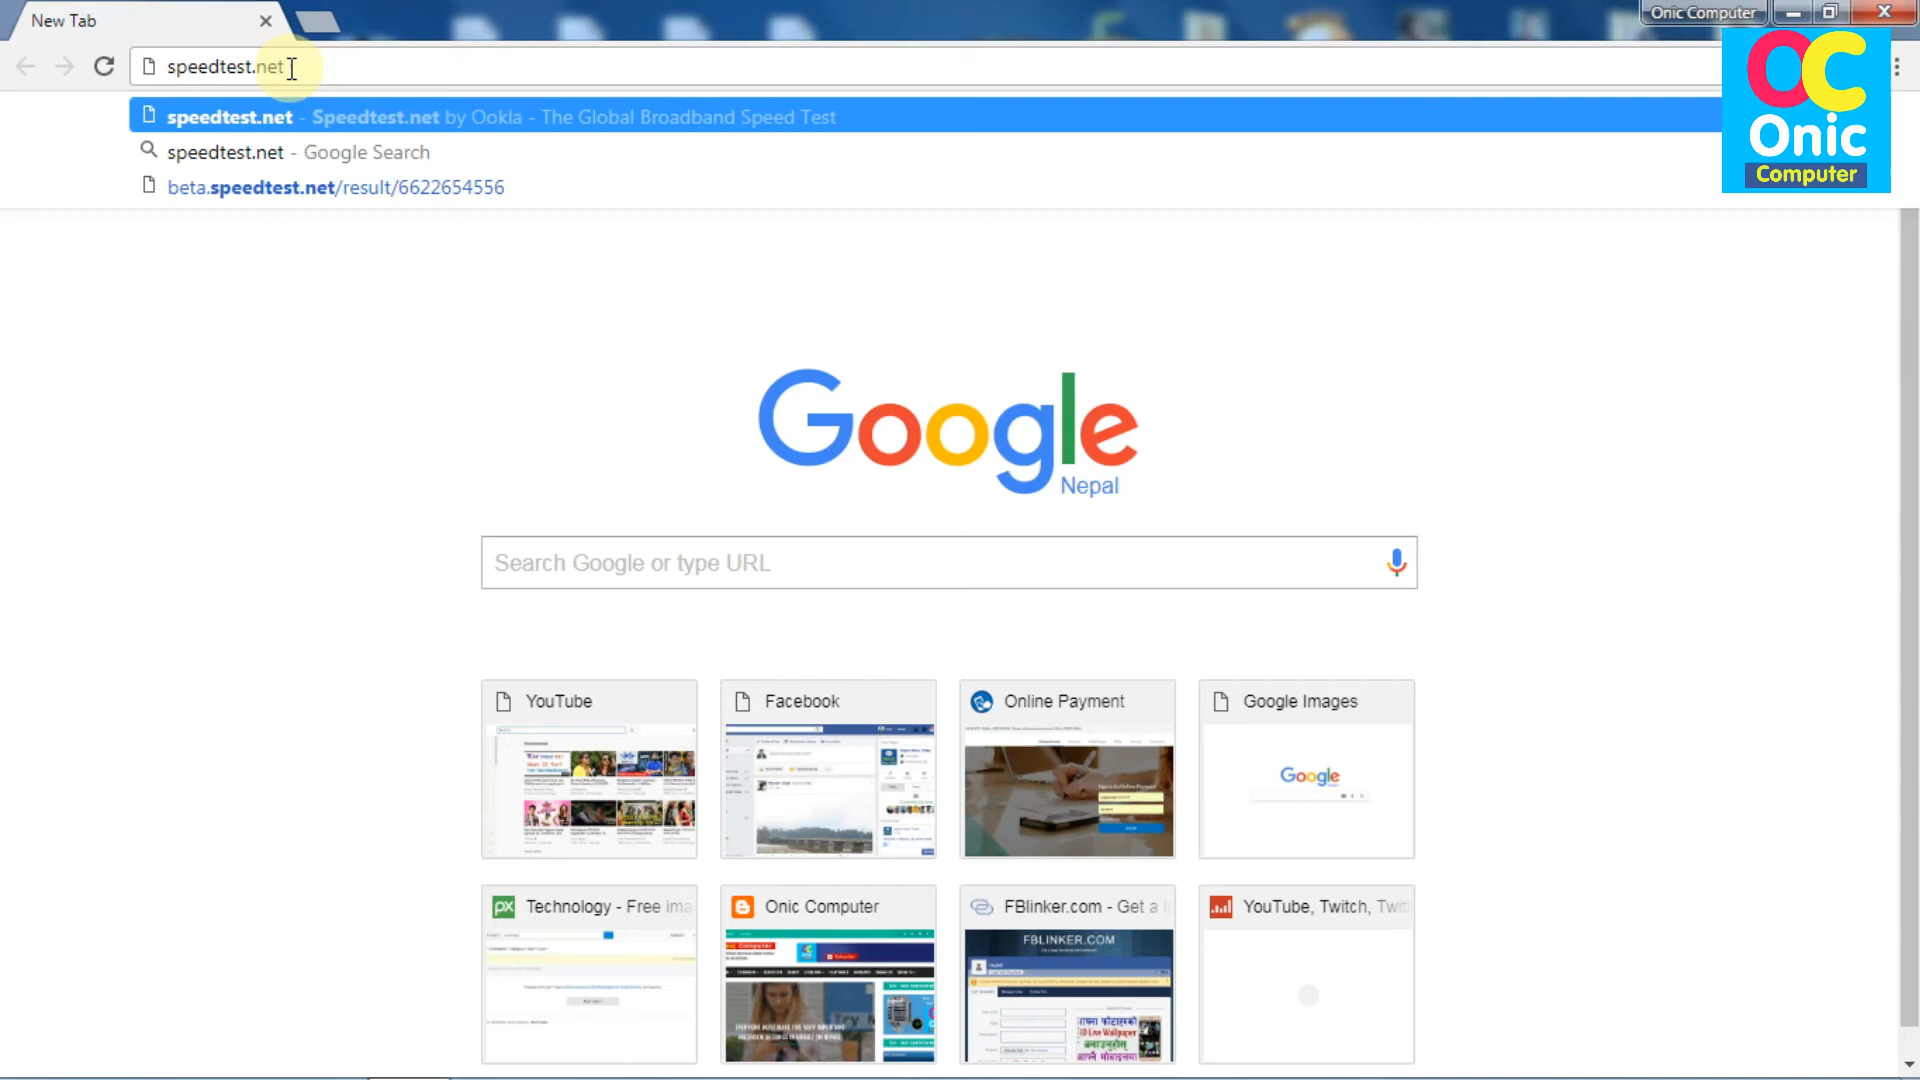 New Tab
Onic Computer
speedtest.net
OC
Onic
Computer
speedtest.net - Speedtest.net by Ookla - The Global Broadband Speed Test
speedtest.net - Google Search
beta.speedtest.net/result/6622654556
Google
Nepal
Search Google or type URL
YouTube
Facebook
Online Payment
Google Images
Google
Technology - Free ima
Onic Computer
FBlinker.com - Get a l
YouTube, Twitch, Twit
FBLINKER.COM